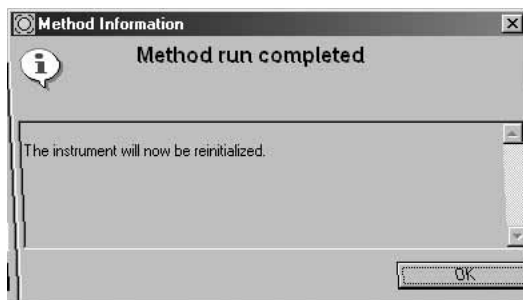 Method Information
Method run completed
The instrument will now be reinitialized.
OK